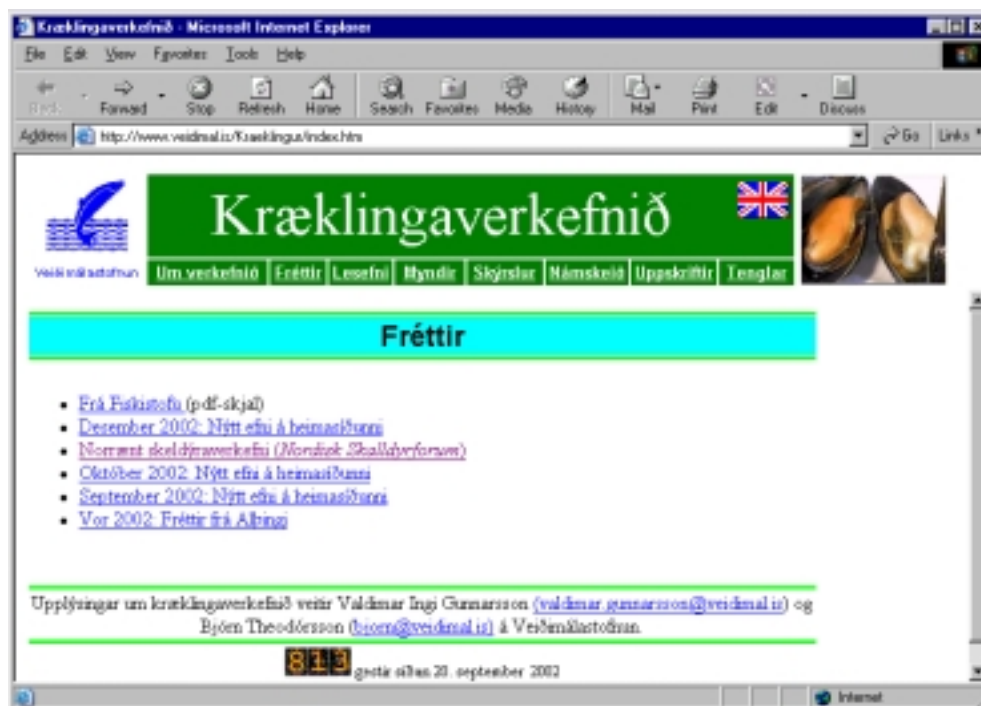 Kræklingaverkefnið - Microsoft Internet Explorer
File Edit View Favorites Tools Help
Back Forward Stop Refresh Home Search Favorites Media History Mail Print Edit Discuss
Address http://www.veidimal.is/Kraeklingur/index.htm Go Links
Kræklingaverkefnið
Veiðimálastofnun
Um verkefnið Fréttir Lesefni Myndir Skýrslur Námskeið Uppskriftir Tenglar
Fréttir
• Frá Fiskistofu (pdf-skjal)
• Desember 2002: Nýtt efni á heimasíðunni
• Norrænt skeldýraverkefni (Nordisk Skalldyrforum)
• Október 2002: Nýtt efni á heimasíðunni
• September 2002: Nýtt efni á heimasíðunni
• Vor 2002: Fréttir frá Alþingi
Upplýsingar um kræklingaverkefnið veitir Valdimar Ingi Gunnarsson (valdimar.gunnarsson@veidimal.is) og
Björn Theodórsson (bjorn@veidimal.is) á Veiðimálastofnun.
813 gestir síðan 20. september 2002
Internet